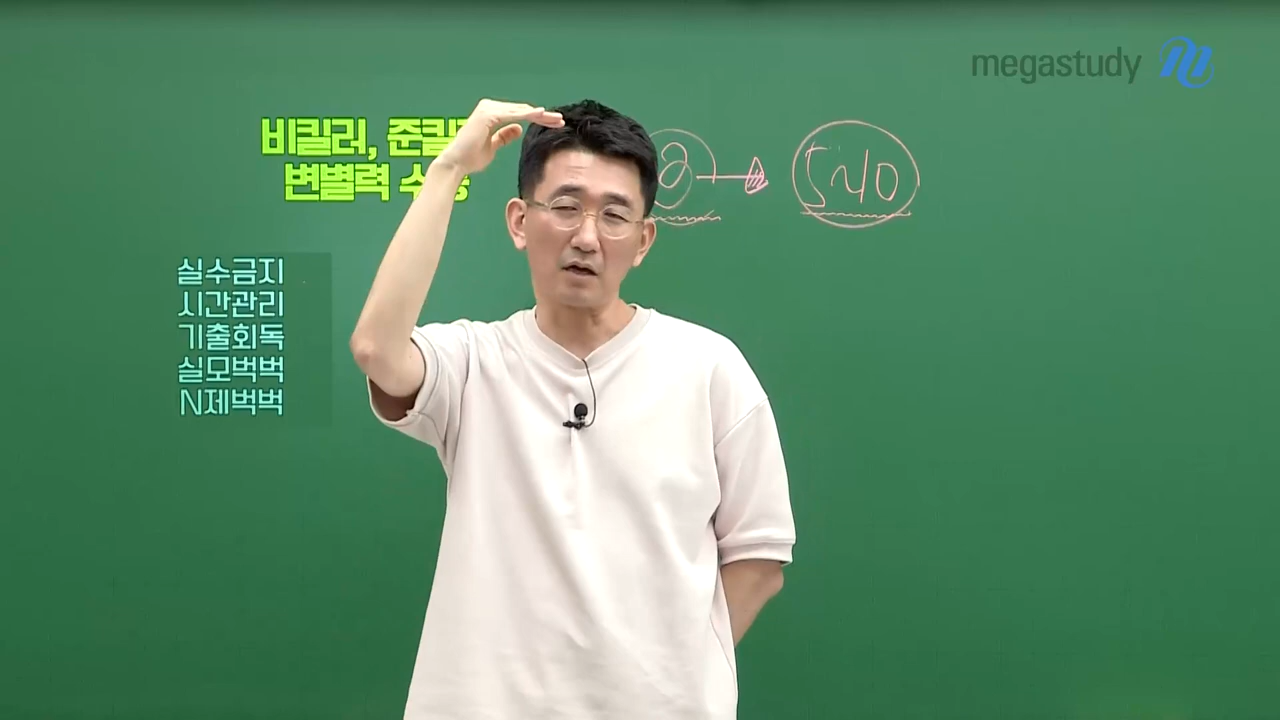 megastudy
비킬러, 준킬
변별력 수능
2 → 540
실수금지
시간관리
기출회독
실모벅벅
N제벅벅